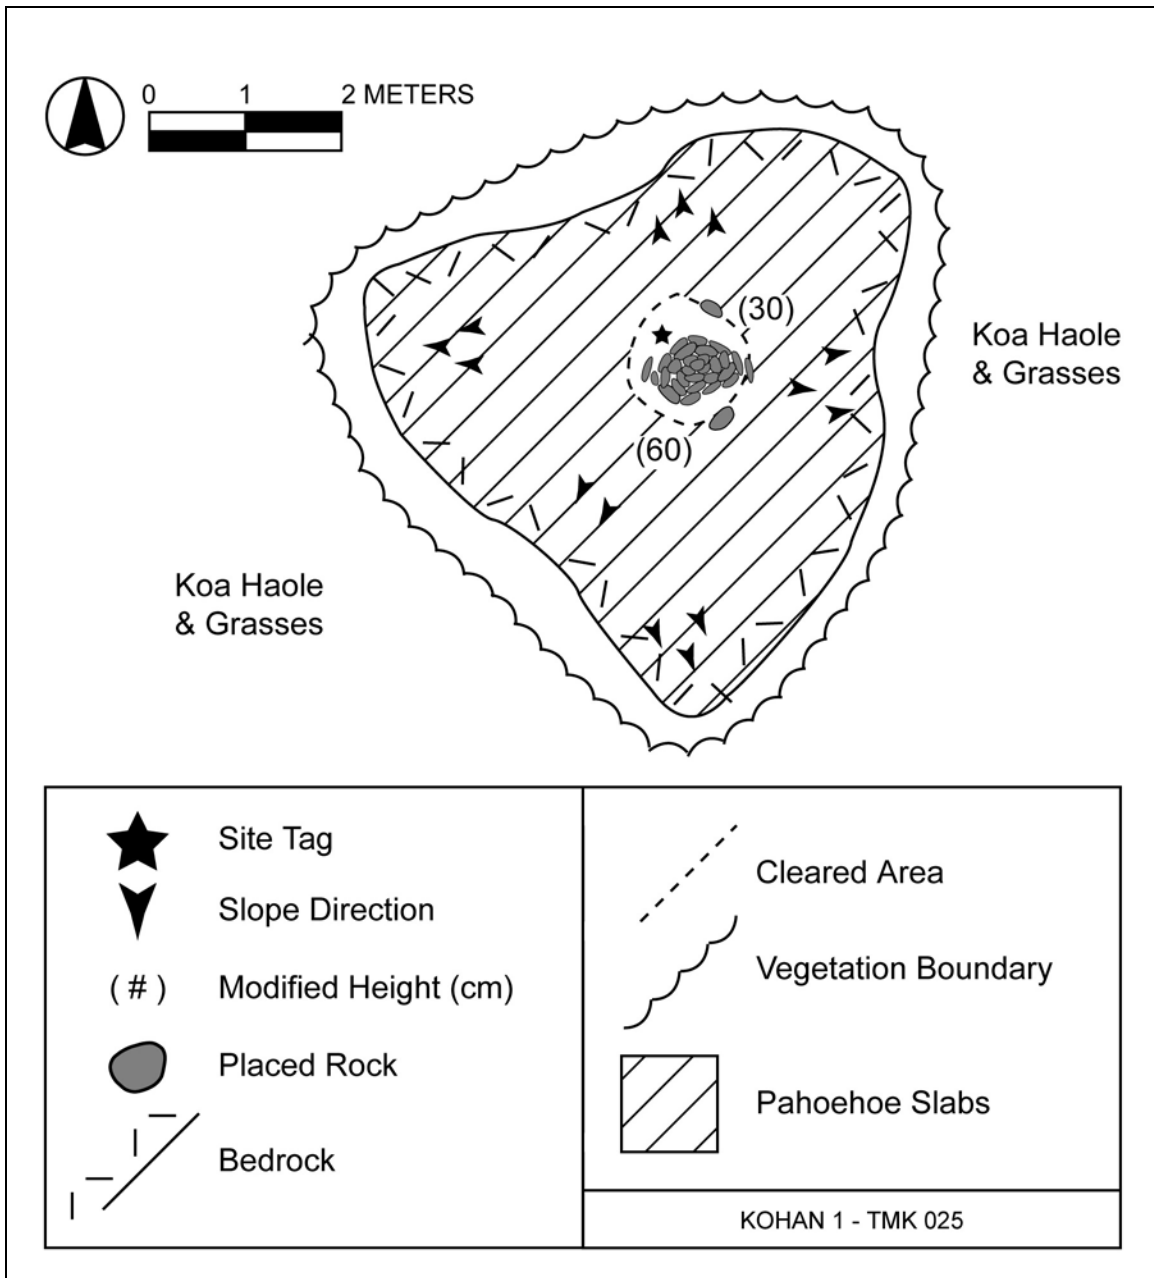 0 1 2 METERS
(30)
Koa Haole
& Grasses
(60)
Koa Haole
& Grasses
Site Tag
Slope Direction
( # ) Modified Height (cm)
Placed Rock
Bedrock
Cleared Area
Vegetation Boundary
Pahoehoe Slabs
KOHAN 1 - TMK 025